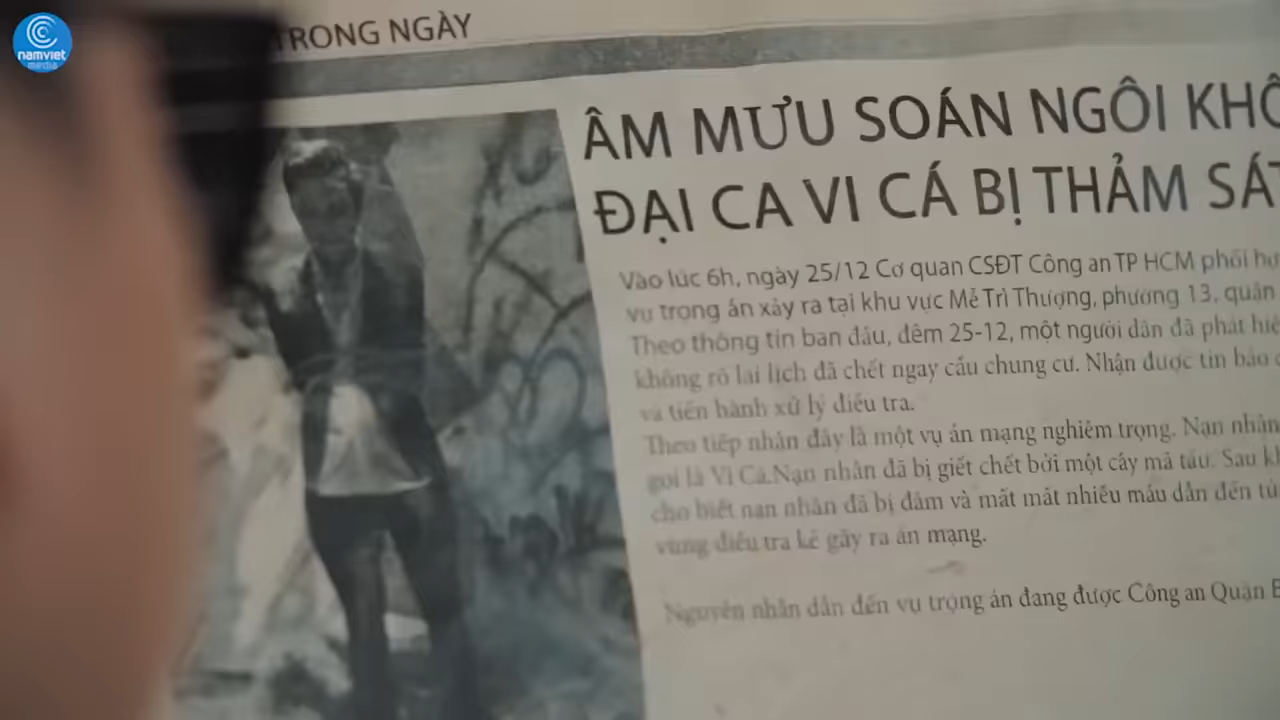 namviet
media
TRONG NGÀY
ÂM MƯU SOÁN NGÔI KHÔ
ĐẠI CA VI CÁ BỊ THẢM SÁT
Vào lúc 6h, ngày 25/12 Cơ quan CSĐT Công an TP HCM phối hợ
vụ trọng án xảy ra tại khu vực Mễ Trì Thượng, phường 13, quận
Theo thông tin ban đầu, đêm 25-12, một người dân đã phát hiệ
không rõ lai lịch đã chết ngay cầu chung cư. Nhận được tin báo
và tiến hành xử lý điều tra.
Theo tiếp nhận đây là một vụ án mạng nghiêm trọng. Nạn nhân
gọi là Vi Cá.Nạn nhân đã bị giết chết bởi một cây mã tấu. Sau kh
cho biết nạn nhân đã bị đâm và mất mát nhiều máu dẫn đến tử
vùng điều tra kẻ gây ra án mạng.
Nguyên nhân dẫn đến vụ trọng án đang được Công an Quận